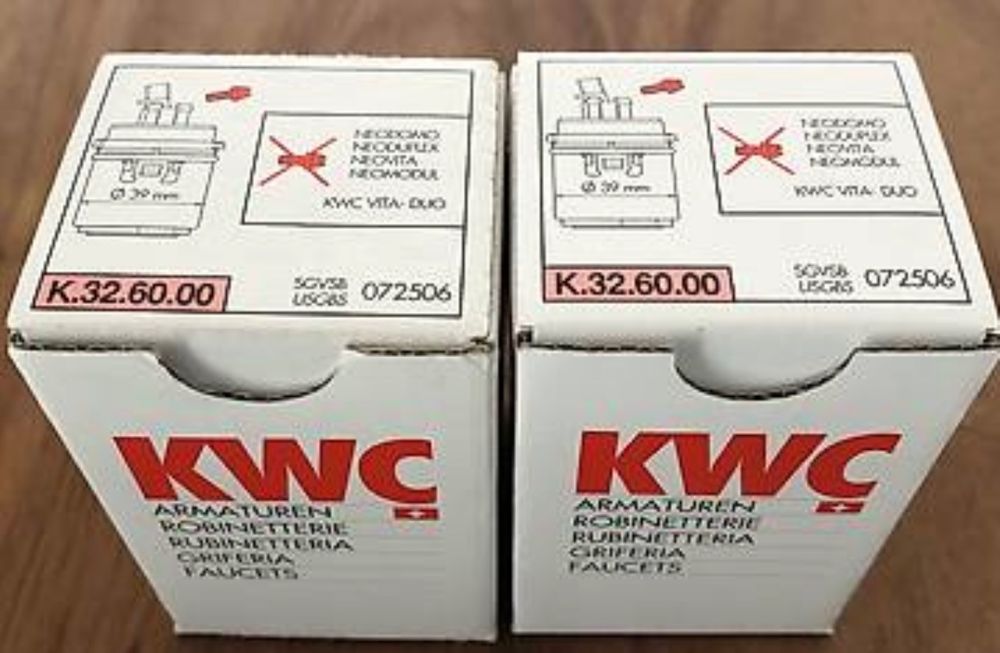 NEODOMO
NEODUPLEX
NEOVITA
NEOMODUL
KWC VITA-DUO
Ø 39 mm
K.32.60.00
SGVSB
USGBS
072506
KWC
ARMATUREN
ROBINETTERIE
RUBINETTERIA
GRIFERIA
FAUCETS
NEODOMO
NEODUPLEX
NEOVITA
NEOMODUL
KWC VITA-DUO
Ø 39 mm
K.32.60.00
SGVSB
USGBS
072506
KWC
ARMATUREN
ROBINETTERIE
RUBINETTERIA
GRIFERIA
FAUCETS